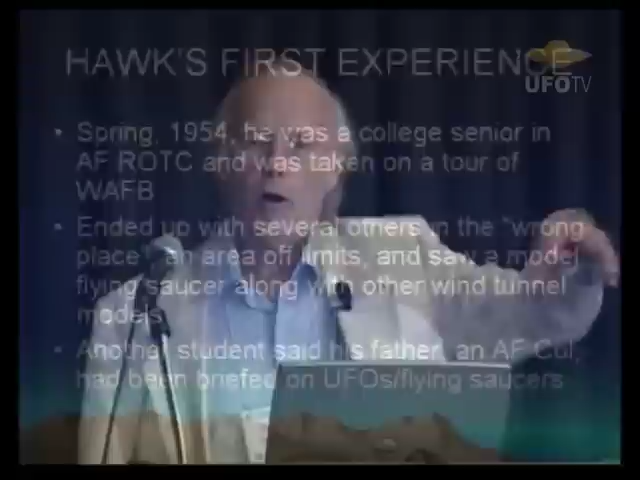 HAWK'S FIRST EXPERIENCE
UFOTV
• Spring, 1954, he was a college senior in
AF ROTC and was taken on a tour of
WAFB
• Ended up with several others in the "wrong
place" in an area off limits, and saw a model
flying saucer along with other wind tunnel
models
• Another student said his father, an AF Col,
had been briefed on UFOs/flying saucers